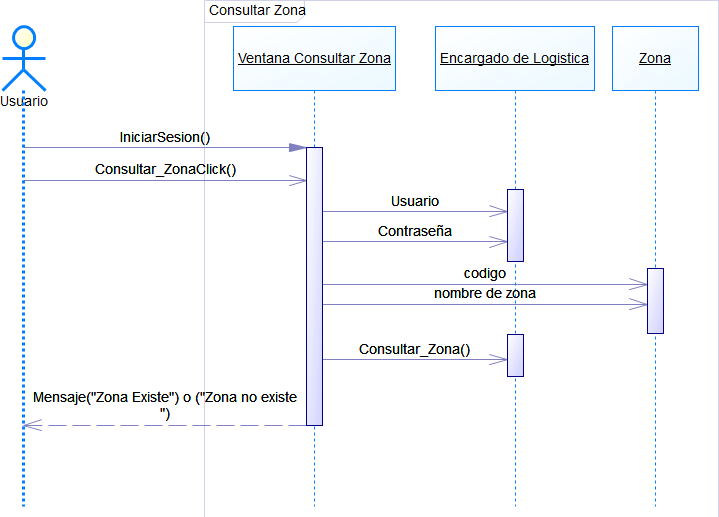 Consultar Zona
Ventana Consultar Zona
Encargado de Logistica
Zona
Usuario
IniciarSesion()
Consultar_ZonaClick()
Usuario
Contraseña
codigo
nombre de zona
Consultar_Zona()
Mensaje("Zona Existe") o ("Zona no existe
")